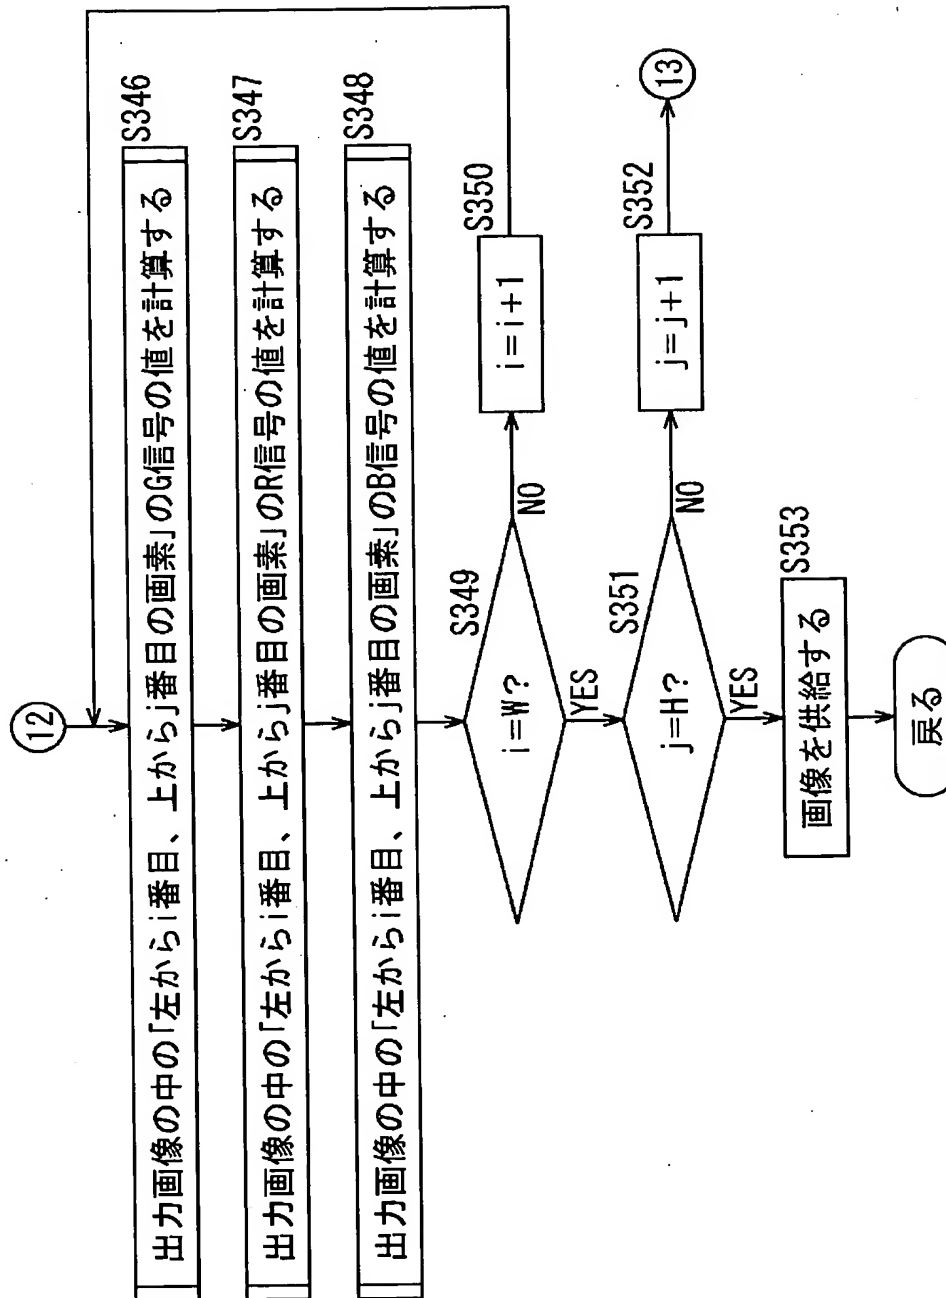 12
S346
出力画像の中の「左からi番目、上からj番目の画素」のG信号の値を計算する
S347
出力画像の中の「左からi番目、上からj番目の画素」のR信号の値を計算する
S348
出力画像の中の「左からi番目、上からj番目の画素」のB信号の値を計算する
S349
i=W?
NO
S350
i=i+1
YES
S351
j=H?
NO
S352
j=j+1
13
YES
S353
画像を供給する
戻る